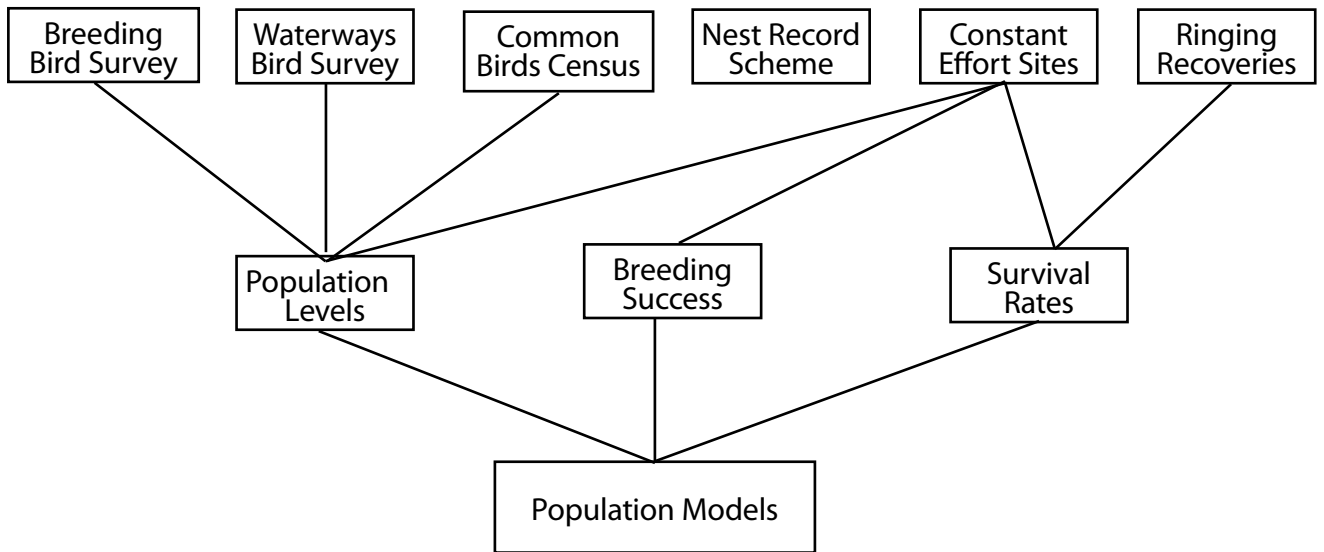 Breeding
Bird Survey
Waterways
Bird Survey
Common
Birds Census
Nest Record
Scheme
Constant
Effort Sites
Ringing
Recoveries
Population
Levels
Breeding
Success
Survival
Rates
Population Models